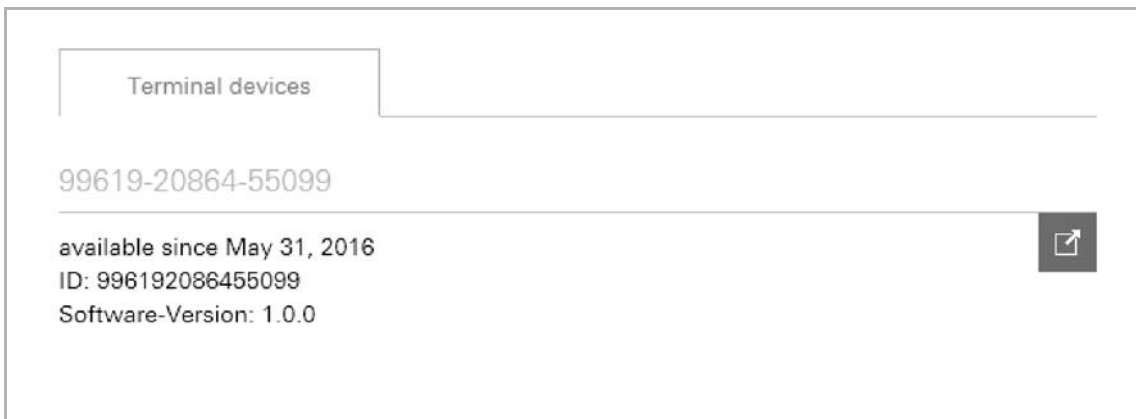 Terminal devices
99619-20864-55099
available since May 31, 2016
ID: 996192086455099
Software-Version: 1.0.0